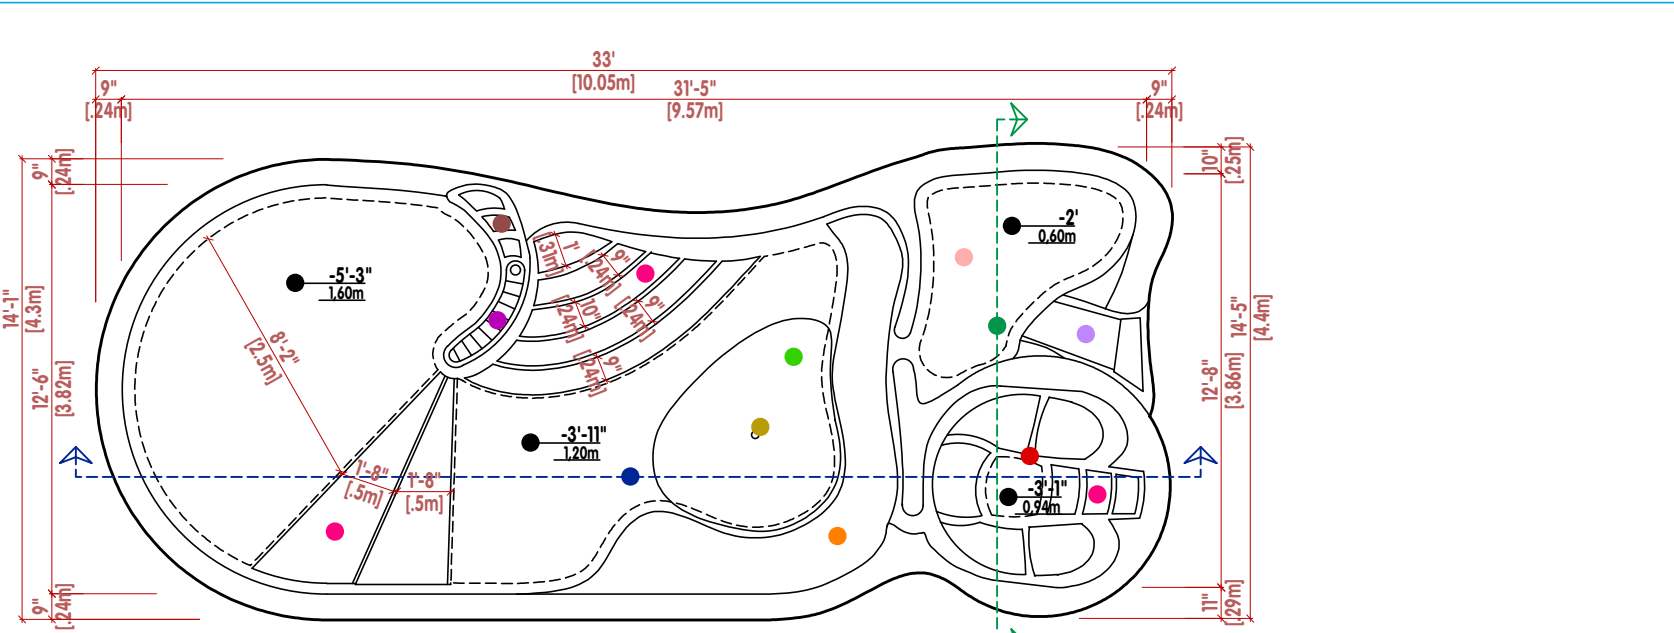 33'
[10.05m]
9"
[.24m]
31'-5"
[9.57m]
9"
[.24m]
9"
[.24m]
14'-1"
[4.3m]
12'-6"
[3.82m]
9"
[.24m]
-5'-3"
1,60m
8'-2"
[2.5m]
1'
[.31m]
9"
[.24m]
10"
[.24m]
9"
[.24m]
9"
[.24m]
-2'
0,60m
-3'-11"
1,20m
1'-8"
[.5m]
1'-8"
[.5m]
-3'-1"
0,94m
10"
[.25m]
14'-5"
[4.4m]
12'-8"
[3.86m]
11"
[.29m]